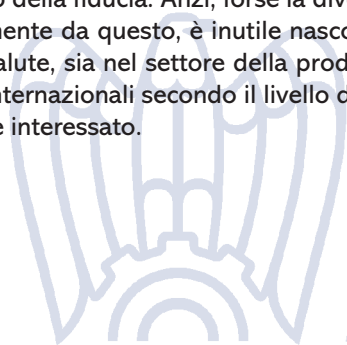 o della fiducia. Anzi, forse la div
nente da questo, è inutile nasco
alute, sia nel settore della prod
nternazionali secondo il livello d
e interessato.